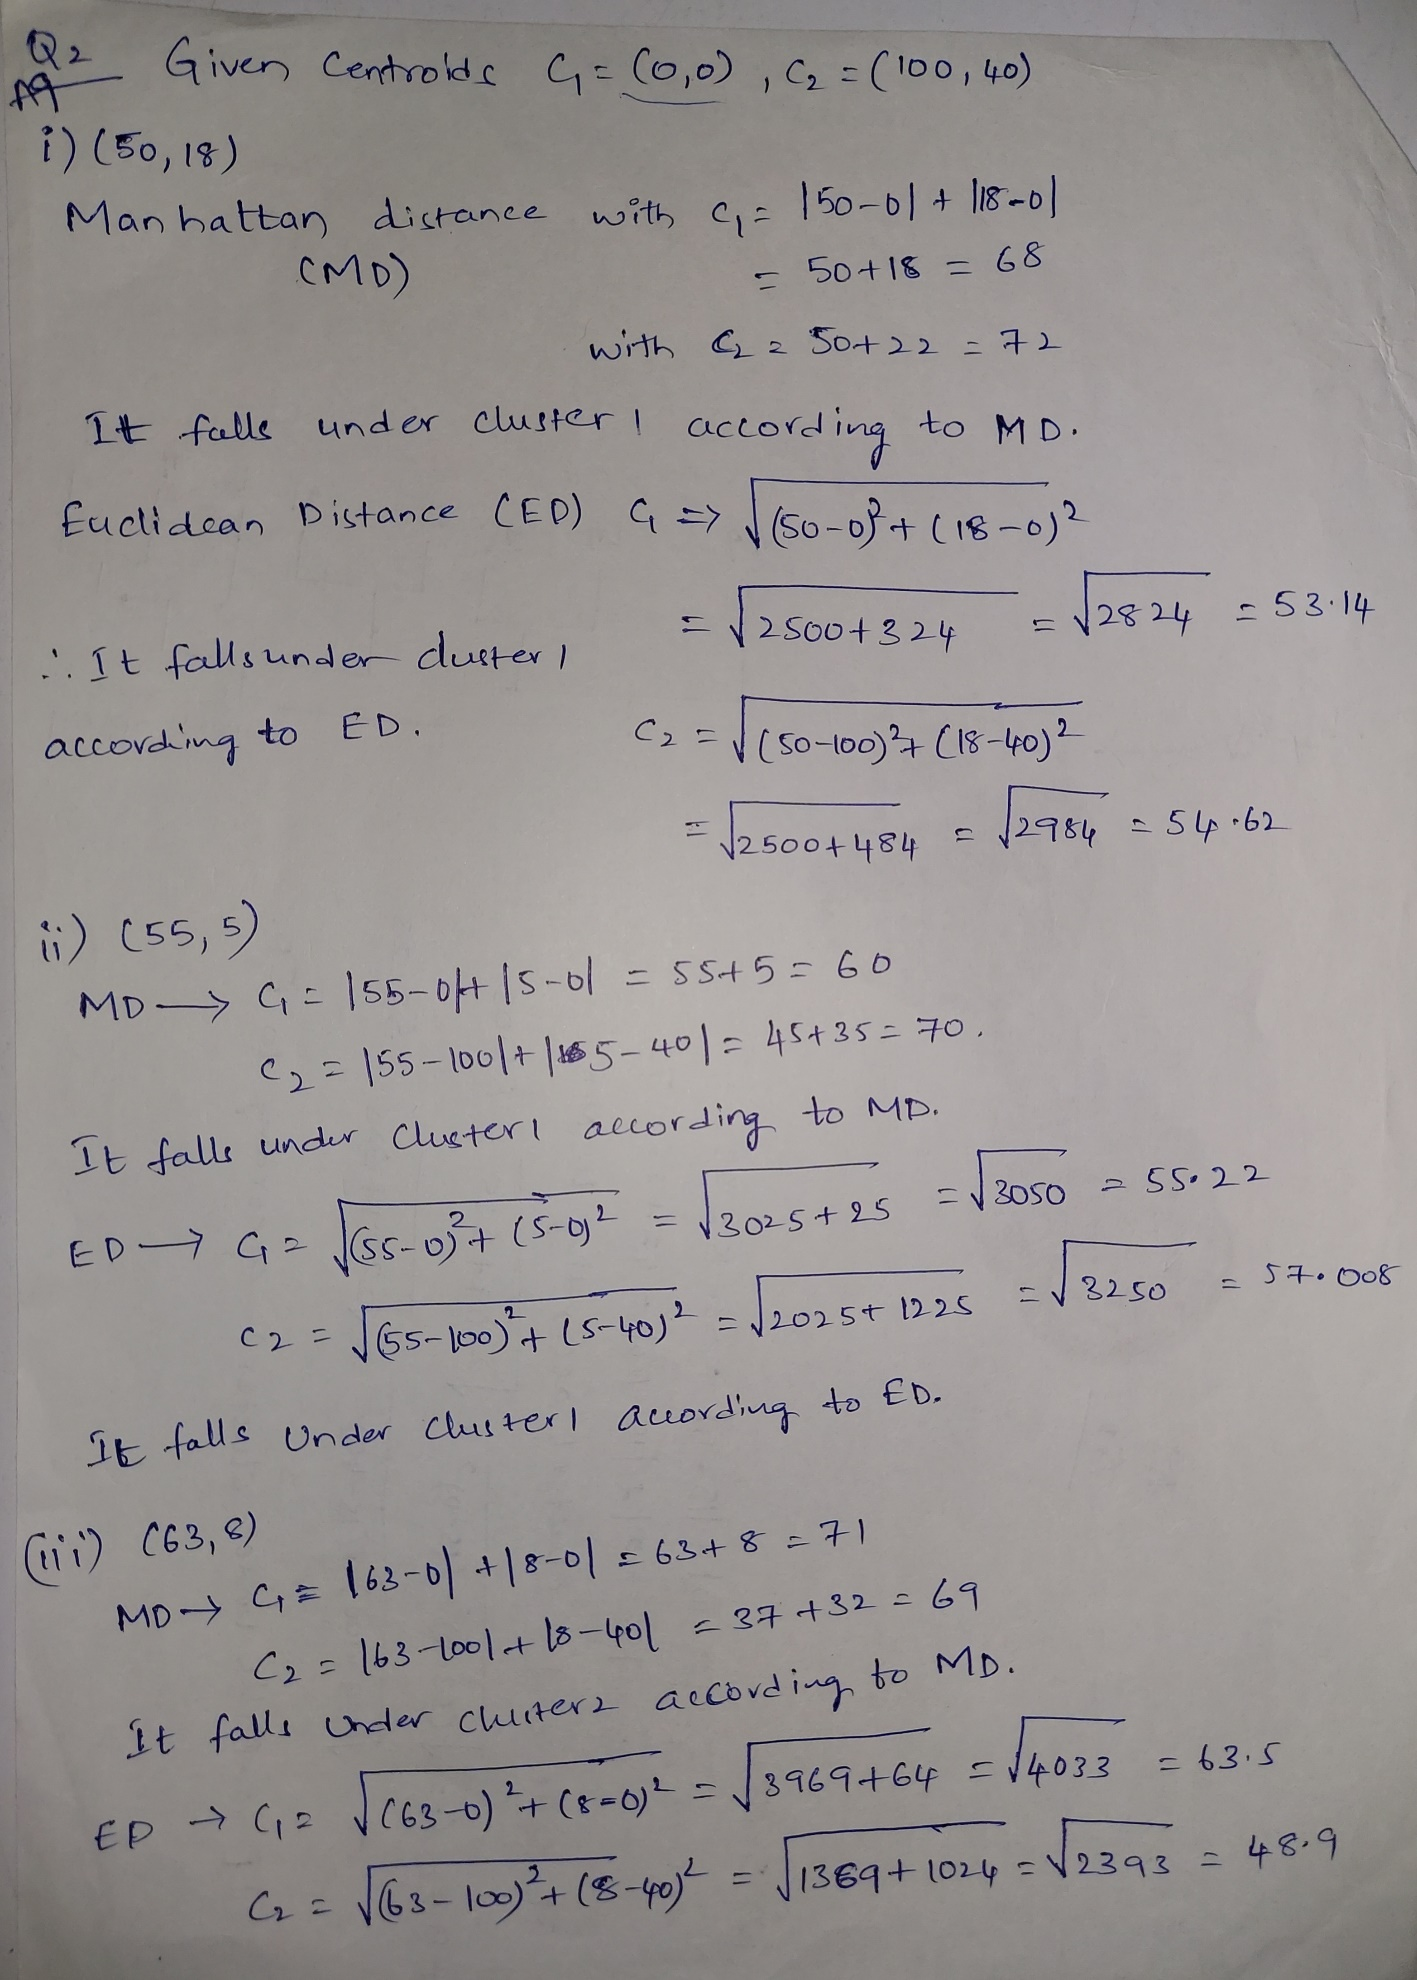 Q2 Given Centroids C1 = (0,0) , C2 = (100, 40)
i) (50, 18)
Manhattan distance with C1 = |50-0| + |18-0|
(MD) = 50+18 = 68
with C2 = 50+22 = 72
It falls under cluster 1 according to MD.
Euclidean Distance (ED) C1 => √(50-0)²+(18-0)²
= √2500+324 = √2824 = 53.14
∴ It falls under cluster 1
according to ED. C2 = √(50-100)²+(18-40)²
= √2500+484 = √2984 = 54.62
ii) (55, 5)
MD → C1 = |55-0|+|5-0| = 55+5 = 60
C2 = |55-100|+|5-40| = 45+35 = 70.
It falls under Cluster 1 according to MD.
ED → C1 = √(55-0)²+(5-0)² = √3025+25 = √3050 = 55.22
C2 = √(55-100)²+(5-40)² = √2025+1225 = √3250 = 57.008
It falls Under Cluster 1 according to ED.
(iii) (63, 8)
MD → C1 = |63-0|+|8-0| = 63+8 = 71
C2 = |63-100|+|8-40| = 37+32 = 69
It falls Under cluster 2 according to MD.
ED → C1 = √(63-0)²+(8-0)² = √3969+64 = √4033 = 63.5
C2 = √(63-100)²+(8-40)² = √1369+1024 = √2393 = 48.9